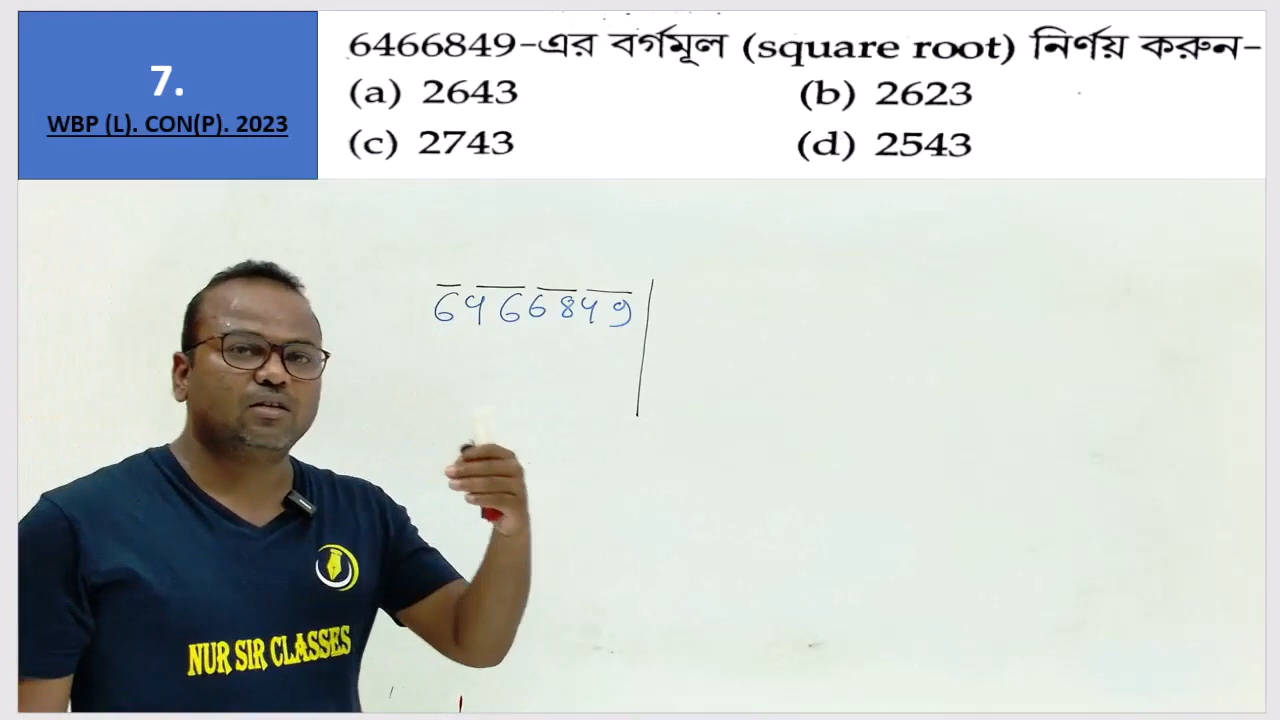 7.
WBP (L). CON(P). 2023
6466849-এর বর্গমূল (square root) নির্ণয় করুন-
(a) 2643 (b) 2623
(c) 2743 (d) 2543
6466849
NUR SIR CLASSES